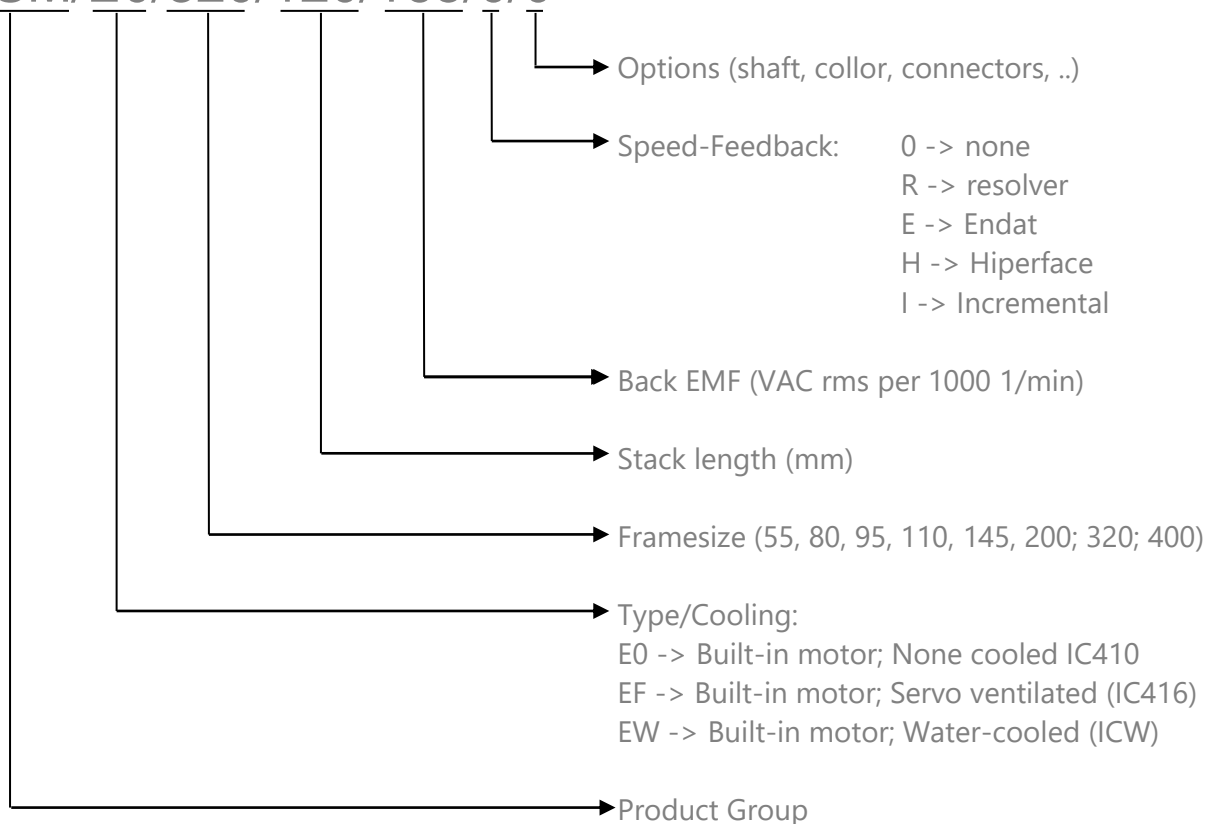 Options (shaft, collor, connectors, ..)
Speed-Feedback: 0 -> none
R -> resolver
E -> Endat
H -> Hiperface
I -> Incremental
Back EMF (VAC rms per 1000 1/min)
Stack length (mm)
Framesize (55, 80, 95, 110, 145, 200; 320; 400)
Type/Cooling:
E0 -> Built-in motor; None cooled IC410
EF -> Built-in motor; Servo ventilated (IC416)
EW -> Built-in motor; Water-cooled (ICW)
Product Group